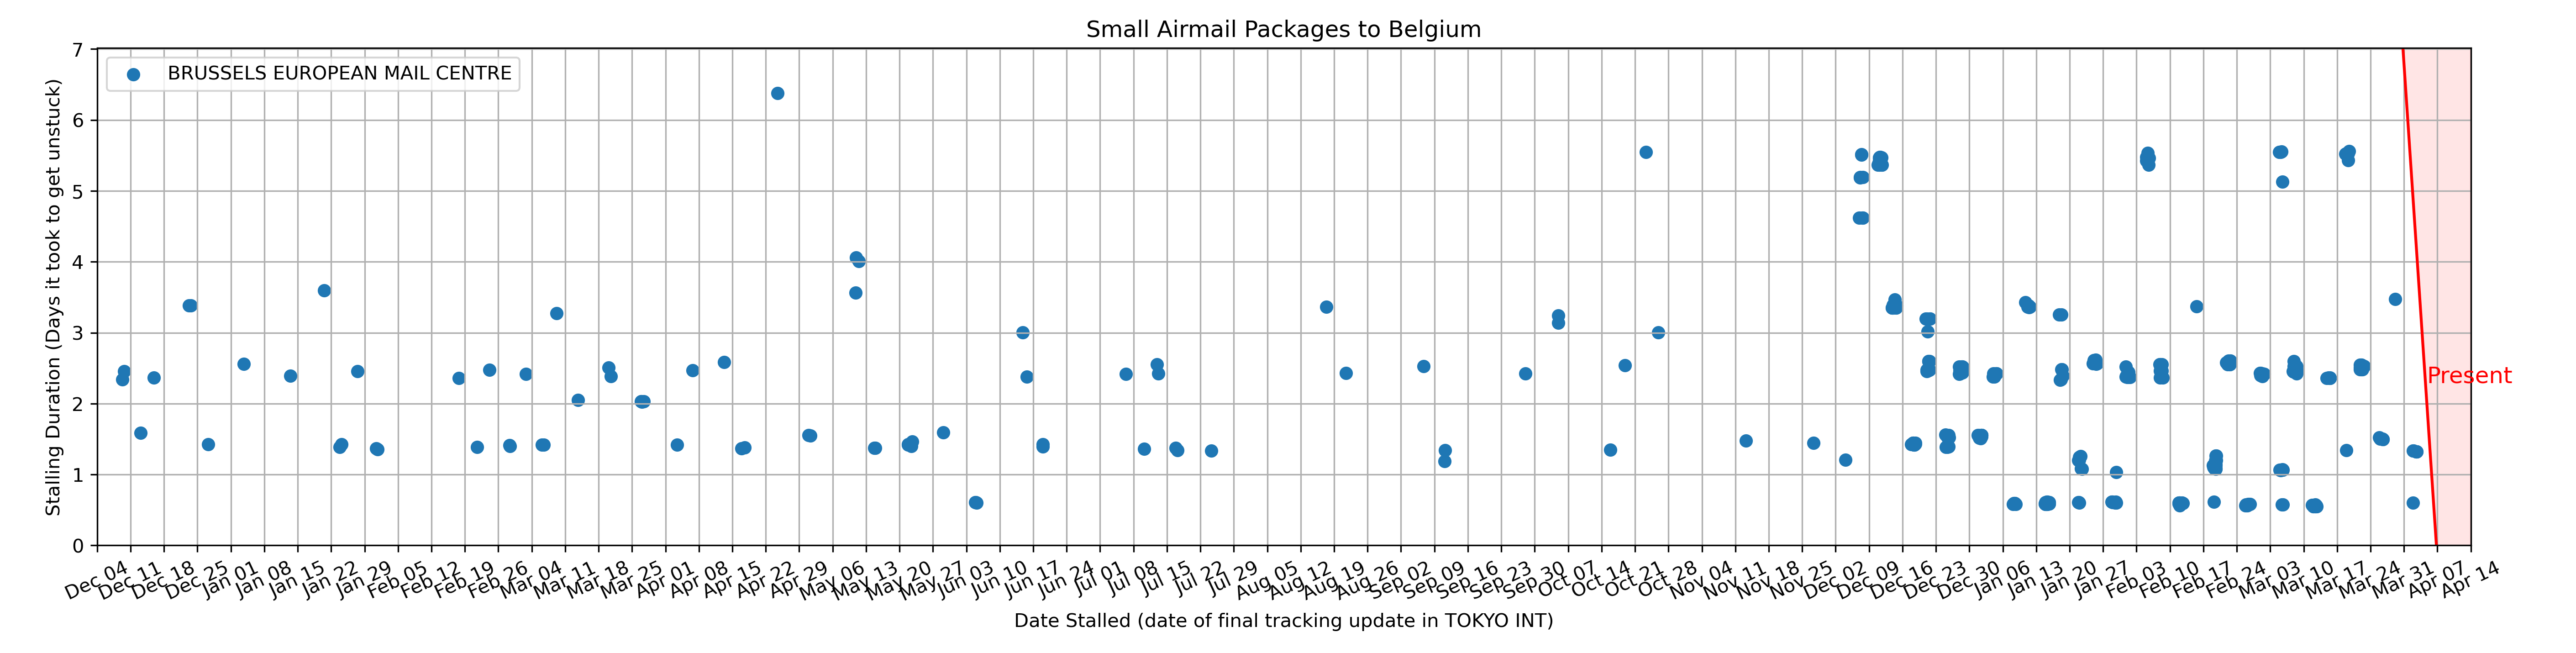 Small Airmail Packages to Belgium
BRUSSELS EUROPEAN MAIL CENTRE
Stalling Duration (Days it took to get unstuck)
7
6
5
4
3
2
1
0
Present
Dec 04
Dec 11
Dec 18
Dec 25
Jan 01
Jan 08
Jan 15
Jan 22
Jan 29
Feb 05
Feb 12
Feb 19
Feb 26
Mar 04
Mar 11
Mar 18
Mar 25
Apr 01
Apr 08
Apr 15
Apr 22
Apr 29
May 06
May 13
May 20
May 27
Jun 03
Jun 10
Jun 17
Jun 24
Jul 01
Jul 08
Jul 15
Jul 22
Jul 29
Aug 05
Aug 12
Aug 19
Aug 26
Sep 02
Sep 09
Sep 16
Sep 23
Sep 30
Oct 07
Oct 14
Oct 21
Oct 28
Nov 04
Nov 11
Nov 18
Nov 25
Dec 02
Dec 09
Dec 16
Dec 23
Dec 30
Jan 06
Jan 13
Jan 20
Jan 27
Feb 03
Feb 10
Feb 17
Feb 24
Mar 03
Mar 10
Mar 17
Mar 24
Mar 31
Apr 07
Apr 14
Date Stalled (date of final tracking update in TOKYO INT)